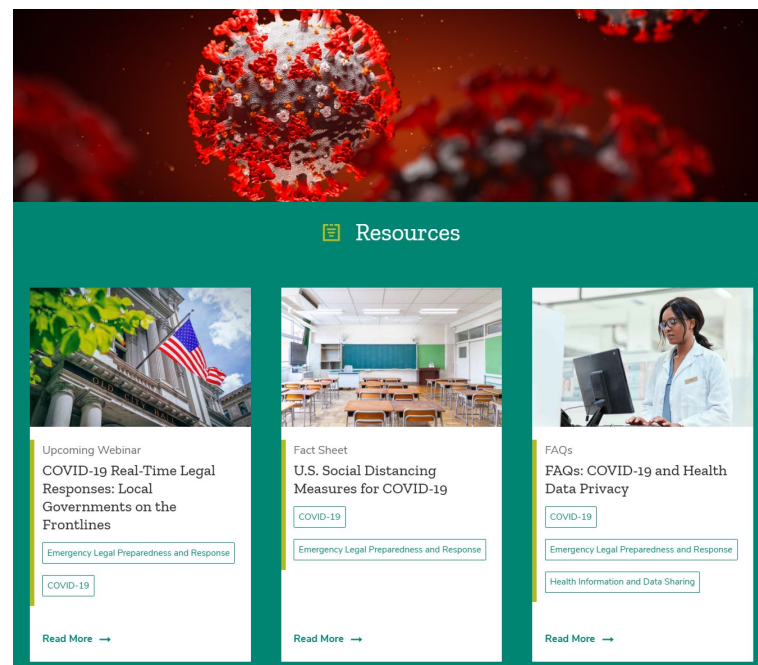 Resources
OLD CITY HALL
Upcoming Webinar
COVID-19 Real-Time Legal
Responses: Local
Governments on the
Frontlines
Emergency Legal Preparedness and Response
COVID-19
Read More →
Fact Sheet
U.S. Social Distancing
Measures for COVID-19
COVID-19
Emergency Legal Preparedness and Response
Read More →
FAQs
FAQs: COVID-19 and Health
Data Privacy
COVID-19
Emergency Legal Preparedness and Response
Health Information and Data Sharing
Read More →